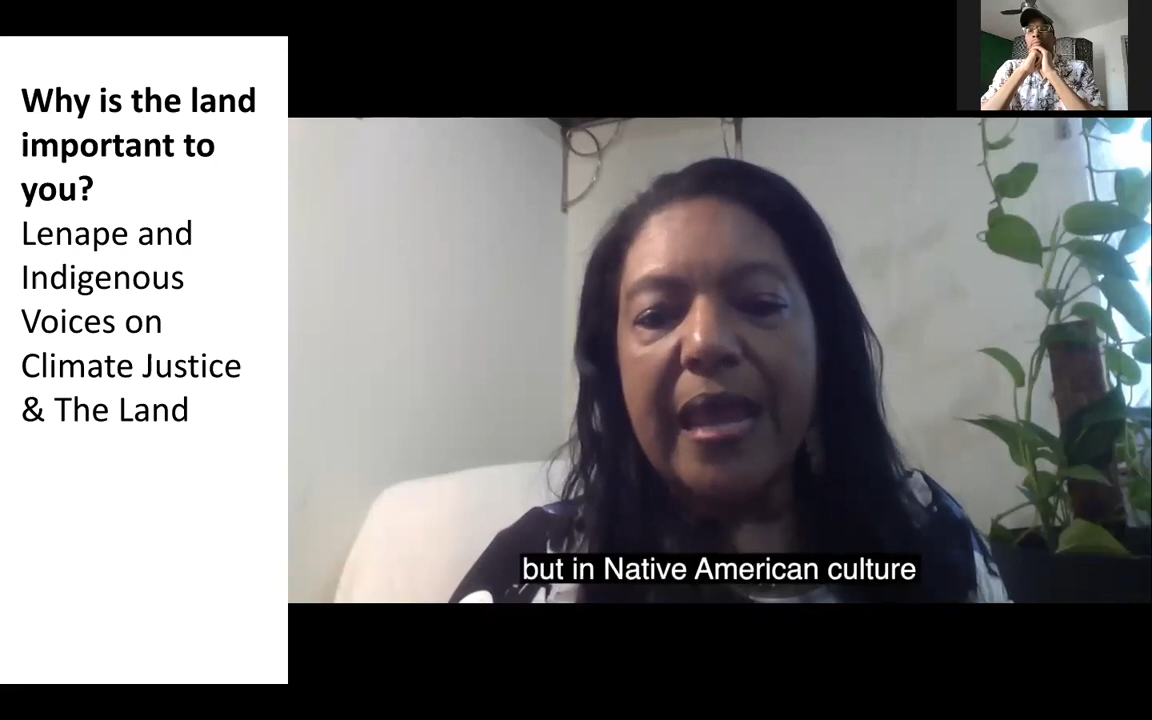 Why is the land
important to
you?
Lenape and
Indigenous
Voices on
Climate Justice
& The Land
but in Native American culture